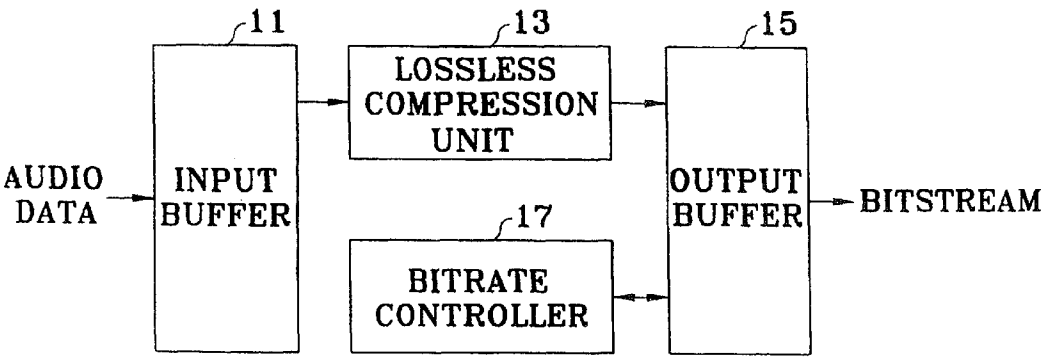 11
13
15
LOSSLESS
COMPRESSION
UNIT
AUDIO
DATA
INPUT
BUFFER
OUTPUT
BUFFER
BITSTREAM
17
BITRATE
CONTROLLER